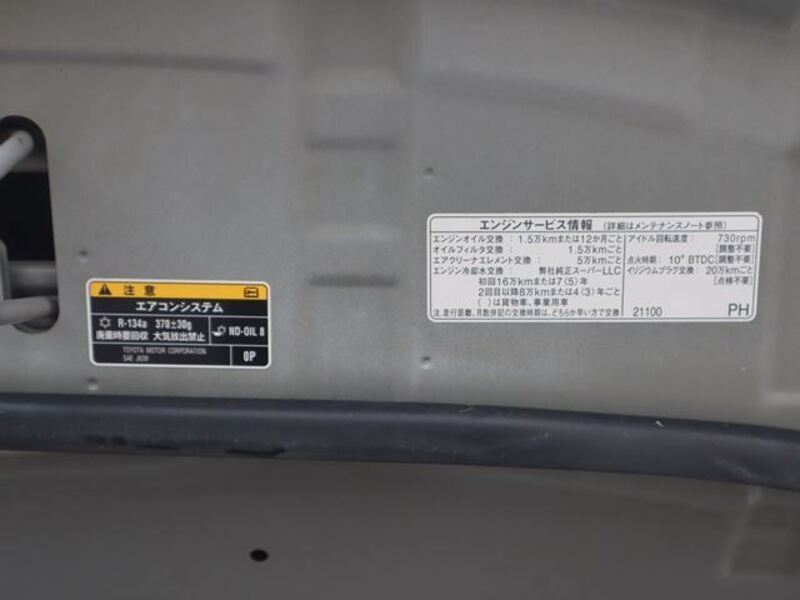 注意
エアコンシステム
R-134a 370±30g
廃棄時要回収 大気放出禁止
ND-OIL 8
TOYOTA MOTOR CORPORATION
SAE J639
0P
エンジンサービス情報 (詳細はメンテナンスノート参照)
エンジンオイル交換 : 1.5万kmまたは12か月ごと
オイルフィルタ交換 : 1.5万kmごと
エアクリーナエレメント交換 : 5万kmごと
エンジン冷却水交換 : 弊社純正スーパーLLC
初回16万kmまたは7(5)年
2回目以降8万kmまたは4(3)年ごと
( )は貨物車、事業用車
注.走行距離、月数併記の交換時期は、どちらか早い方で交換
アイドル回転速度 : 730rpm
[調整不要]
点火時期 : 10° BTDC[調整不要]
イリジウムプラグ交換 : 20万kmごと
[点検不要]
21100 PH